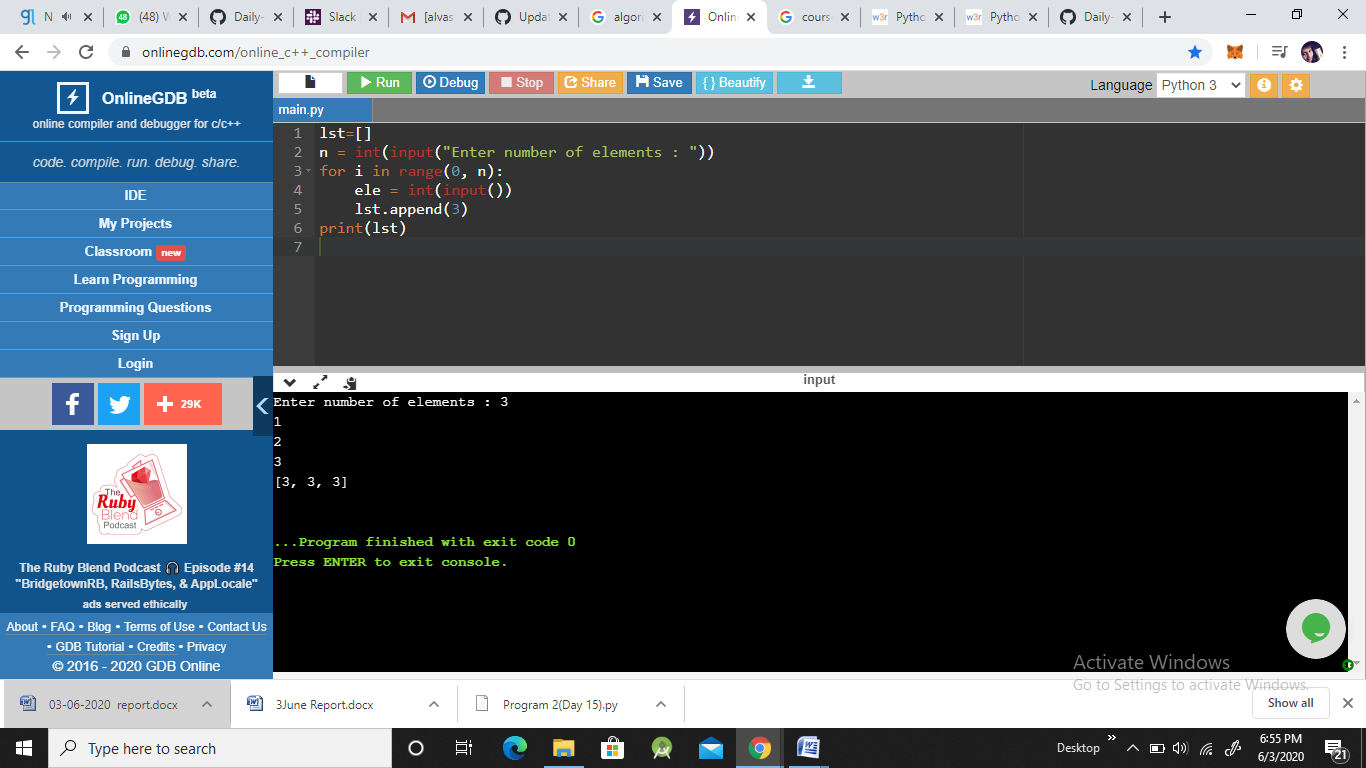 N
(48) W
Daily-
Slack
[alvas
Updat
algori
Onlin
cours
w3r Pytho
w3r Pytho
Daily-
onlinegdb.com/online_c++_compiler
OnlineGDB beta
online compiler and debugger for c/c++
code. compile. run. debug. share.
IDE
My Projects
Classroom new
Learn Programming
Programming Questions
Sign Up
Login
29K
The Ruby Blend Podcast
The Ruby Blend Podcast 🎧 Episode #14
"BridgetownRB, RailsBytes, & AppLocale"
ads served ethically
About • FAQ • Blog • Terms of Use • Contact Us
• GDB Tutorial • Credits • Privacy
© 2016 - 2020 GDB Online
Run Debug Stop Share Save { } Beautify Language Python 3
main.py
1 lst=[]
2 n = int(input("Enter number of elements : "))
3 for i in range(0, n):
4     ele = int(input())
5     lst.append(3)
6 print(lst)
7
input
Enter number of elements : 3
1
2
3
[3, 3, 3]
...Program finished with exit code 0
Press ENTER to exit console.
Activate Windows
Go to Settings to activate Windows.
03-06-2020 report.docx
3June Report.docx
Program 2(Day 15).py
Show all
Type here to search
Desktop
6:55 PM
6/3/2020
21